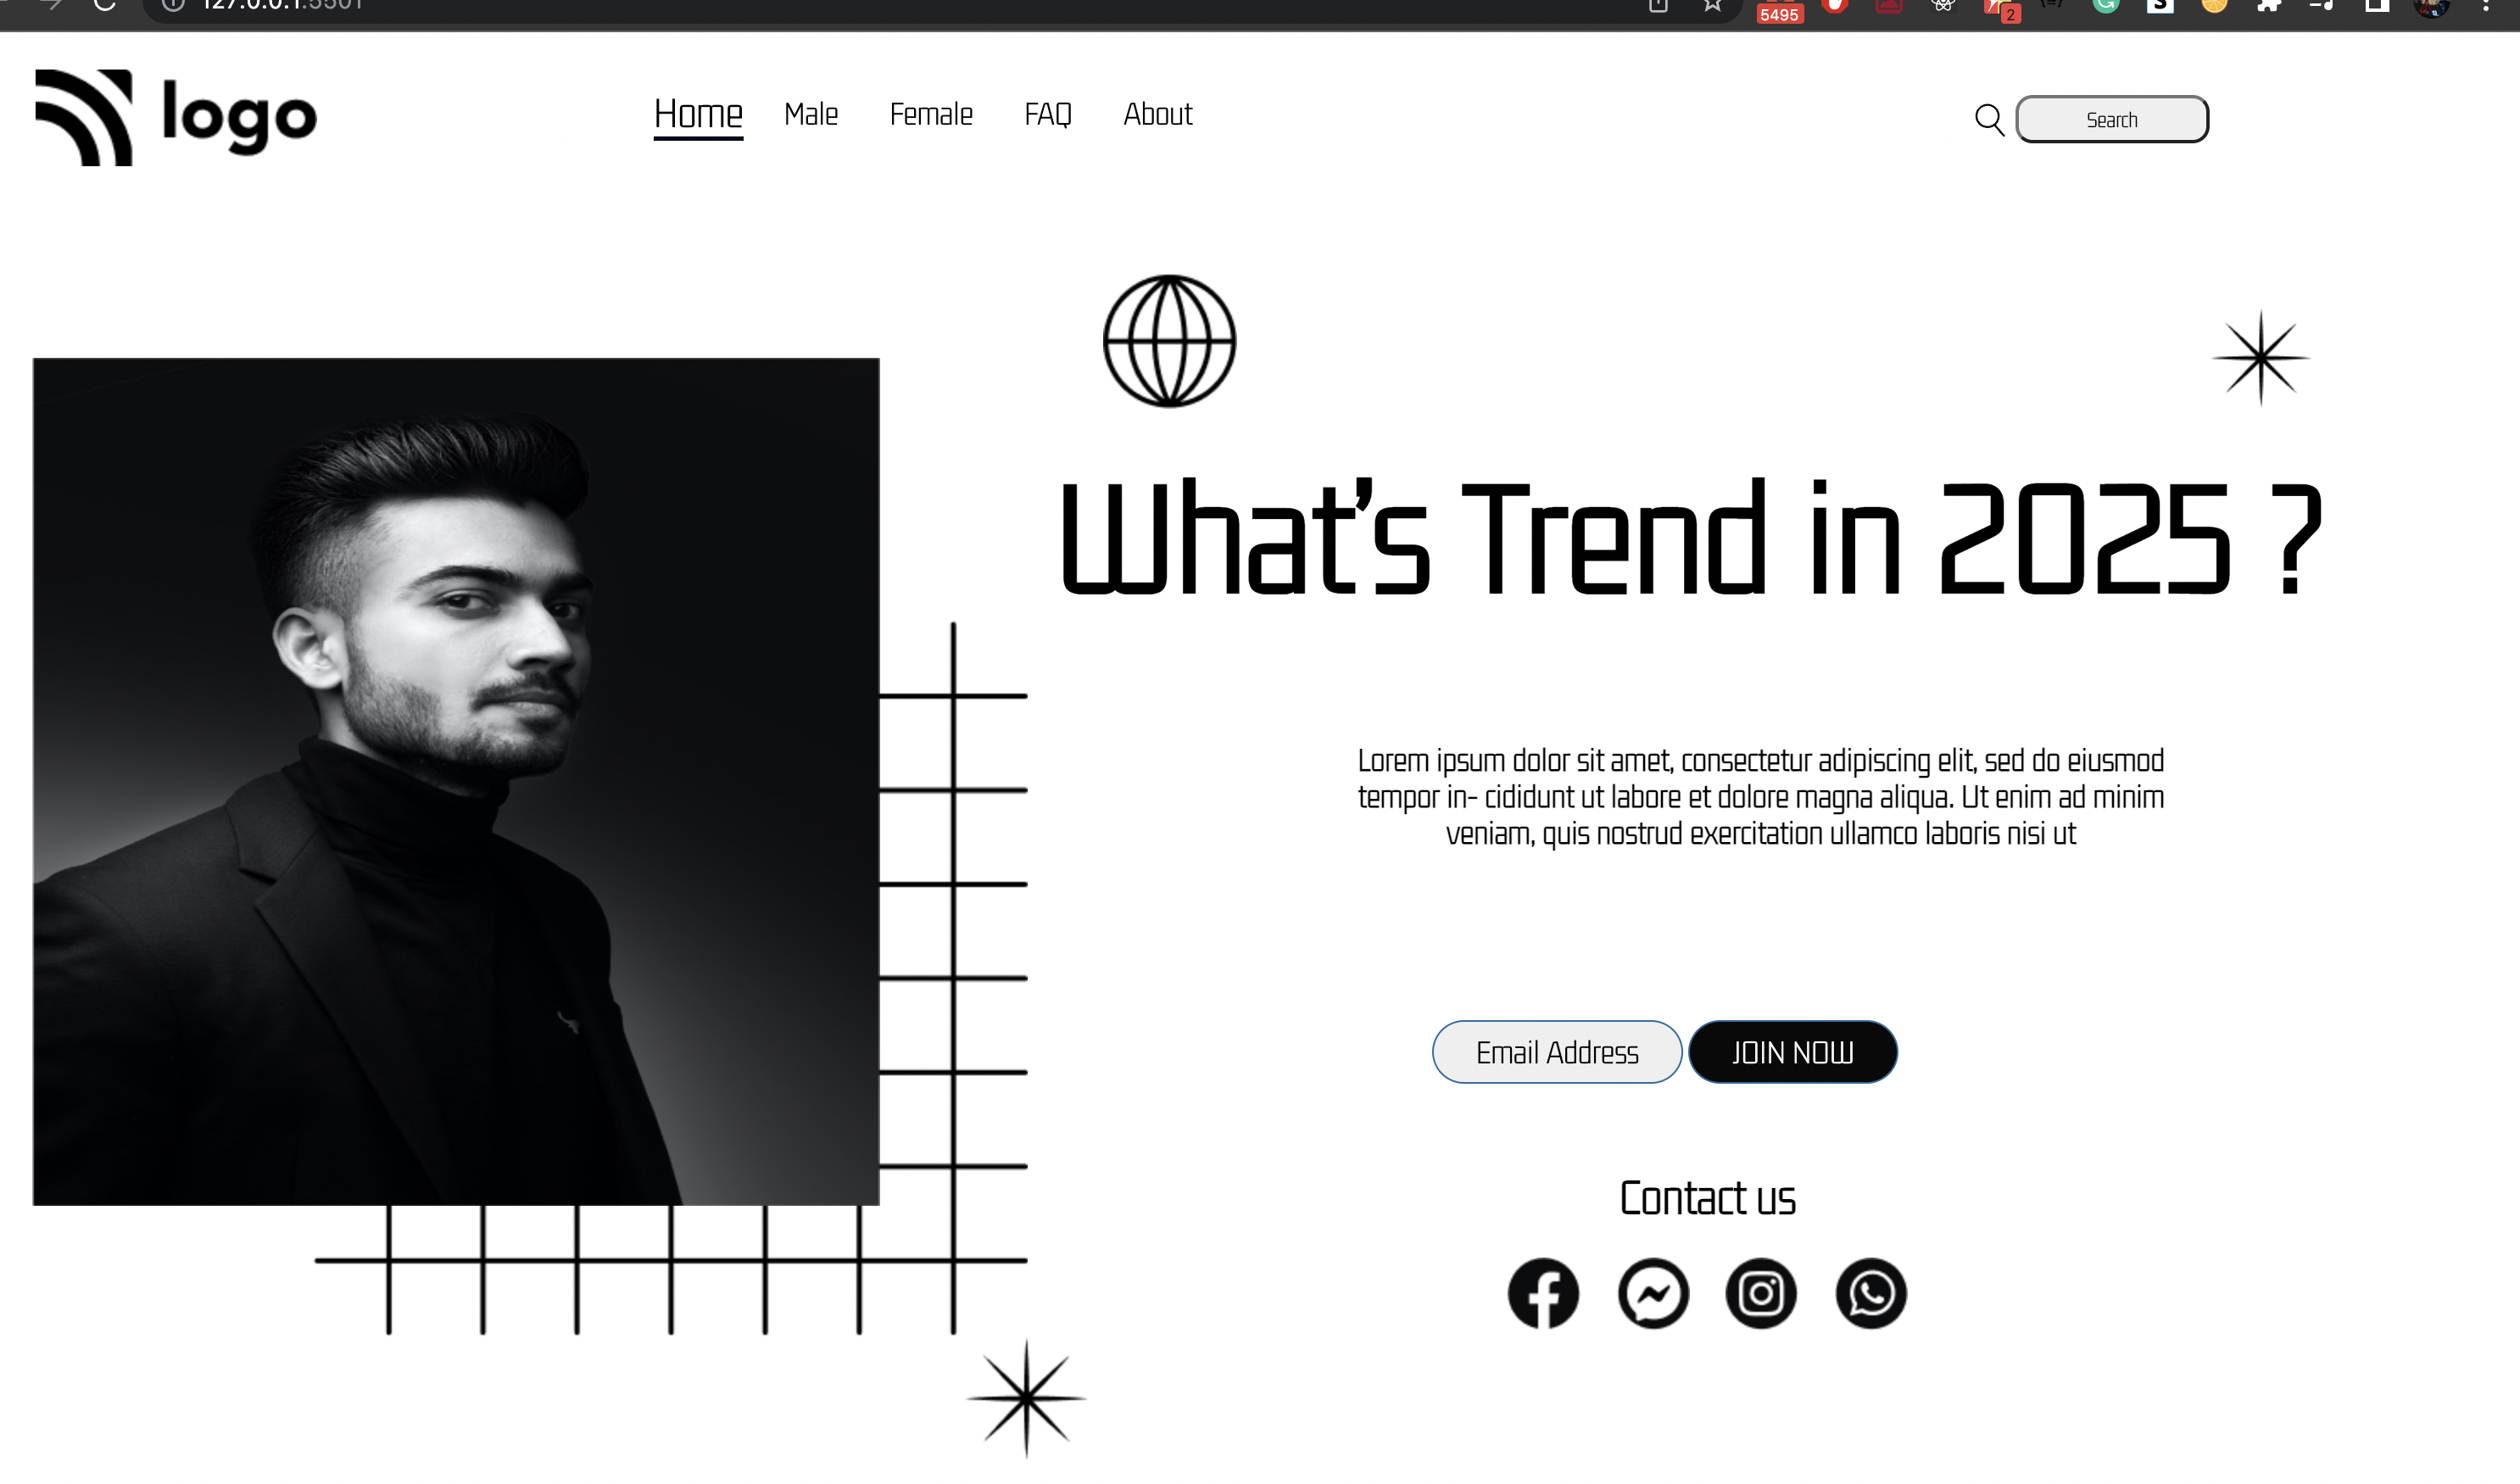 127.0.0.1:5501
5495
2
logo
Home Male Female FAQ About
Search
What’s Trend in 2025 ?
Lorem ipsum dolor sit amet, consectetur adipiscing elit, sed do eiusmod
tempor in- cididunt ut labore et dolore magna aliqua. Ut enim ad minim
veniam, quis nostrud exercitation ullamco laboris nisi ut
Email Address JOIN NOW
Contact us